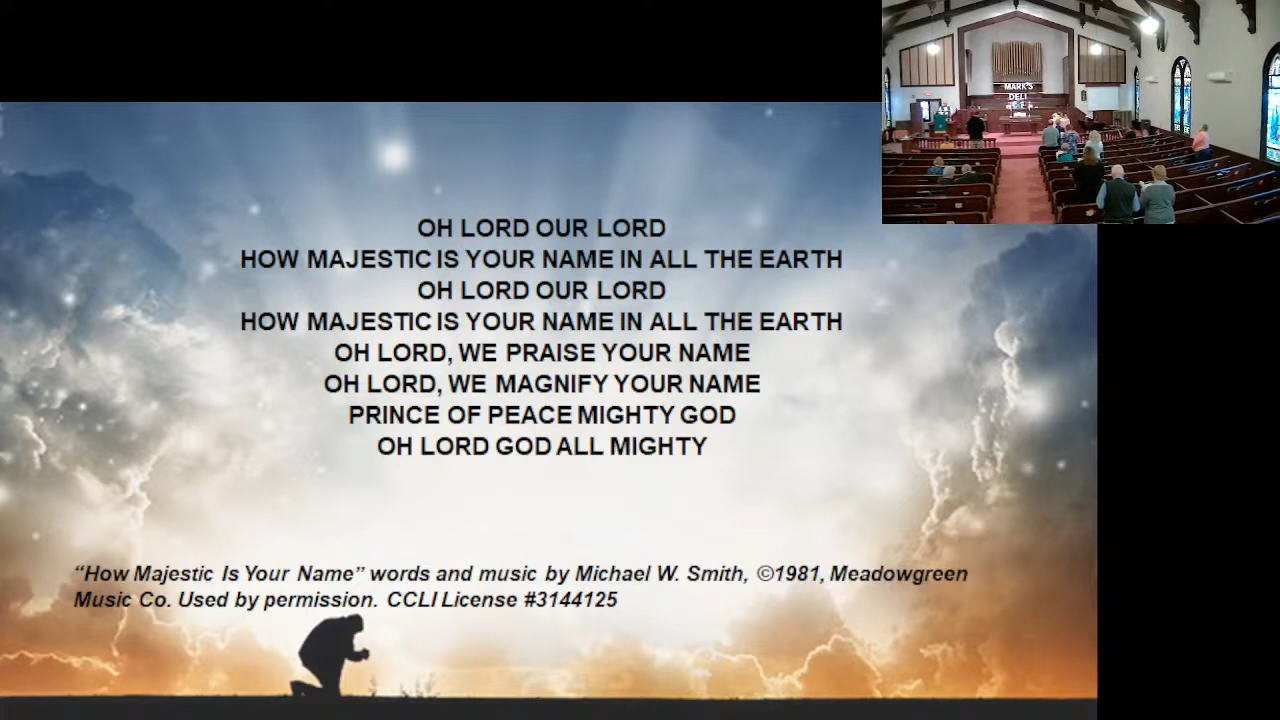 MARK'S
DELI
OH LORD OUR LORD
HOW MAJESTIC IS YOUR NAME IN ALL THE EARTH
OH LORD OUR LORD
HOW MAJESTIC IS YOUR NAME IN ALL THE EARTH
OH LORD, WE PRAISE YOUR NAME
OH LORD, WE MAGNIFY YOUR NAME
PRINCE OF PEACE MIGHTY GOD
OH LORD GOD ALL MIGHTY
“How Majestic Is Your Name” words and music by Michael W. Smith, ©1981, Meadowgreen
Music Co. Used by permission. CCLI License #3144125